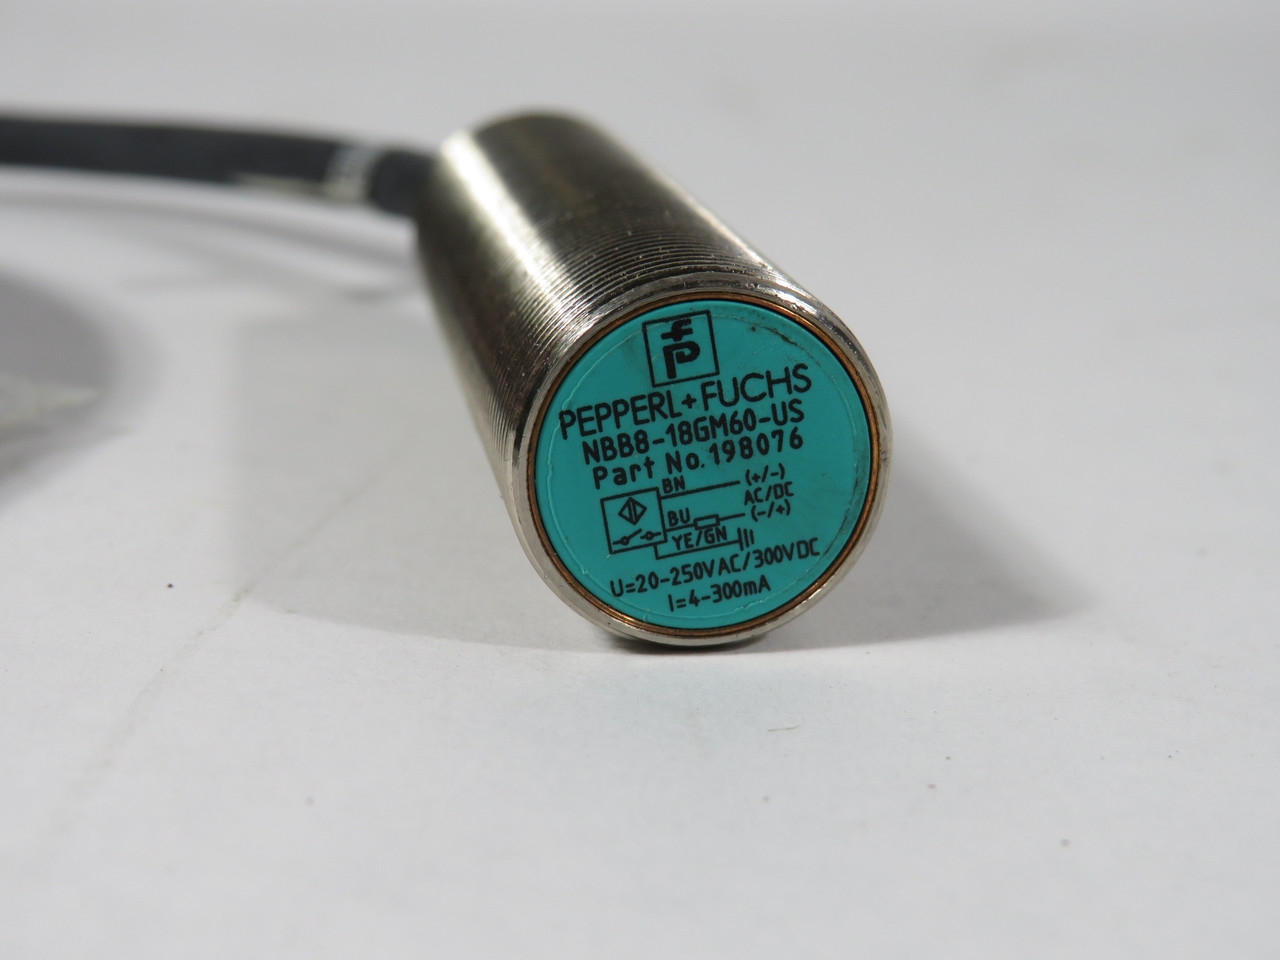 PEPPERL+FUCHS
NBB8-18GM60-US
Part No. 198076
BN (+/-)
AC/DC
BU (-/+)
YE/GN
U=20-250VAC/300VDC
I=4-300mA